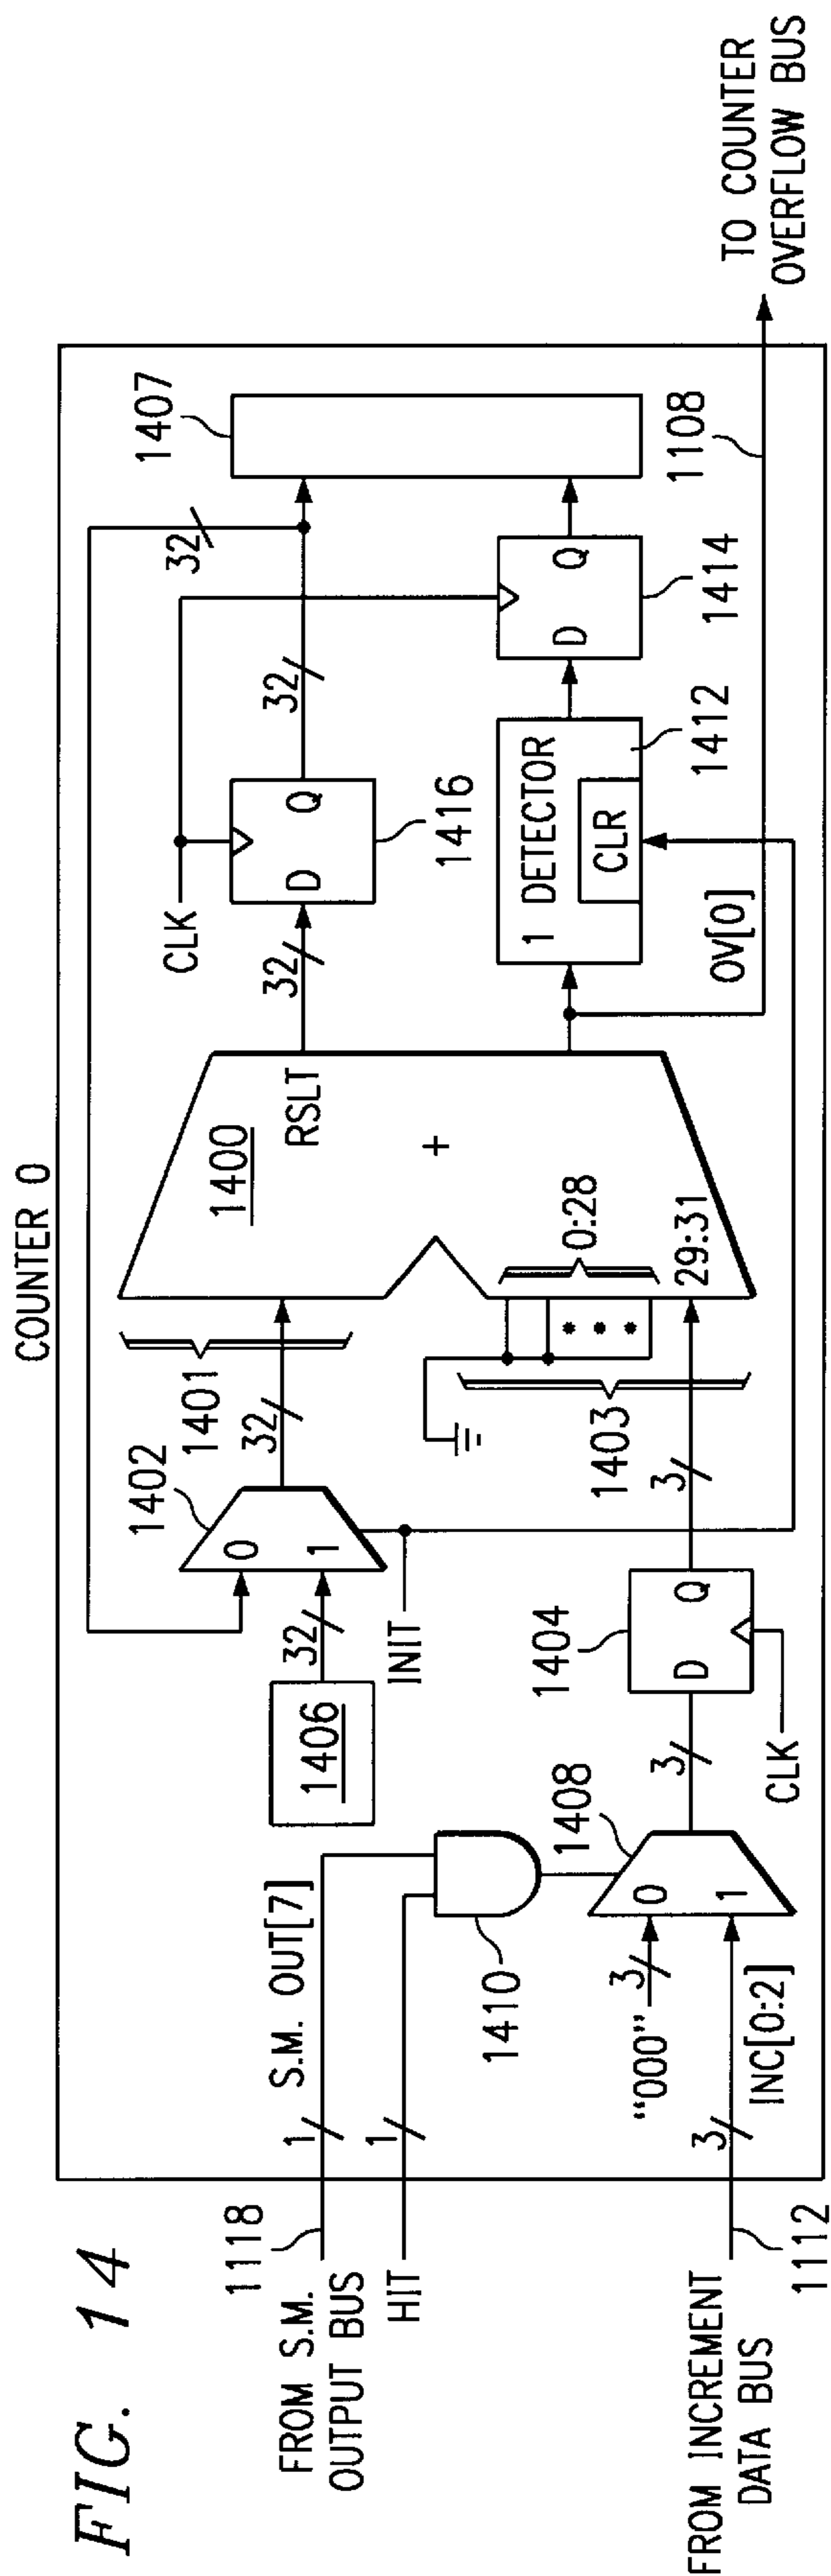 FIG. 14
COUNTER 0
FROM S.M.
OUTPUT BUS
1118
HIT
FROM INCREMENT
DATA BUS
1112
1
S.M. OUT[7]
1
3
INC[0:2]
"000"
3
0
1
1410
1408
3
CLK
D
Q
1404
3
1406
32
INIT
0
1
1402
32
1401
1403
0:28
29:31
1400
+
RSLT
32
CLK
D
Q
1416
32
32
1 DETECTOR
CLR
1412
OV[0]
D
Q
1414
1407
1108
TO COUNTER
OVERFLOW BUS